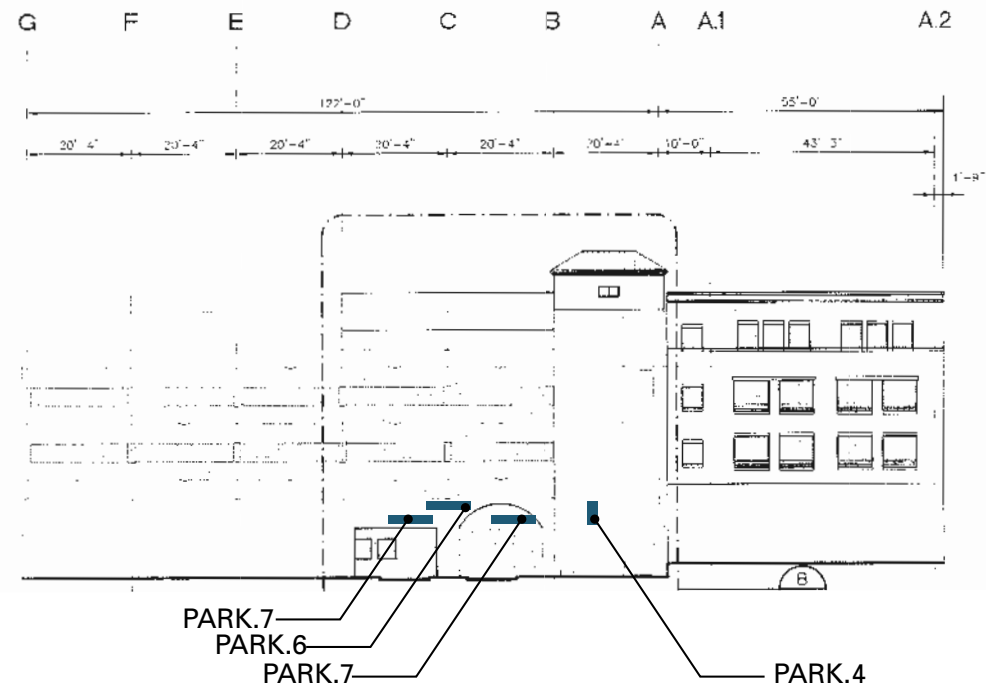 G F E D C B A A.1 A.2
122'-0" 55'-0"
20'-4" 20'-4" 20'-4" 20'-4" 20'-4" 20'-4" 10'-0" 43'-3"
1'-9"
B
PARK.7
PARK.6
PARK.7 PARK.4